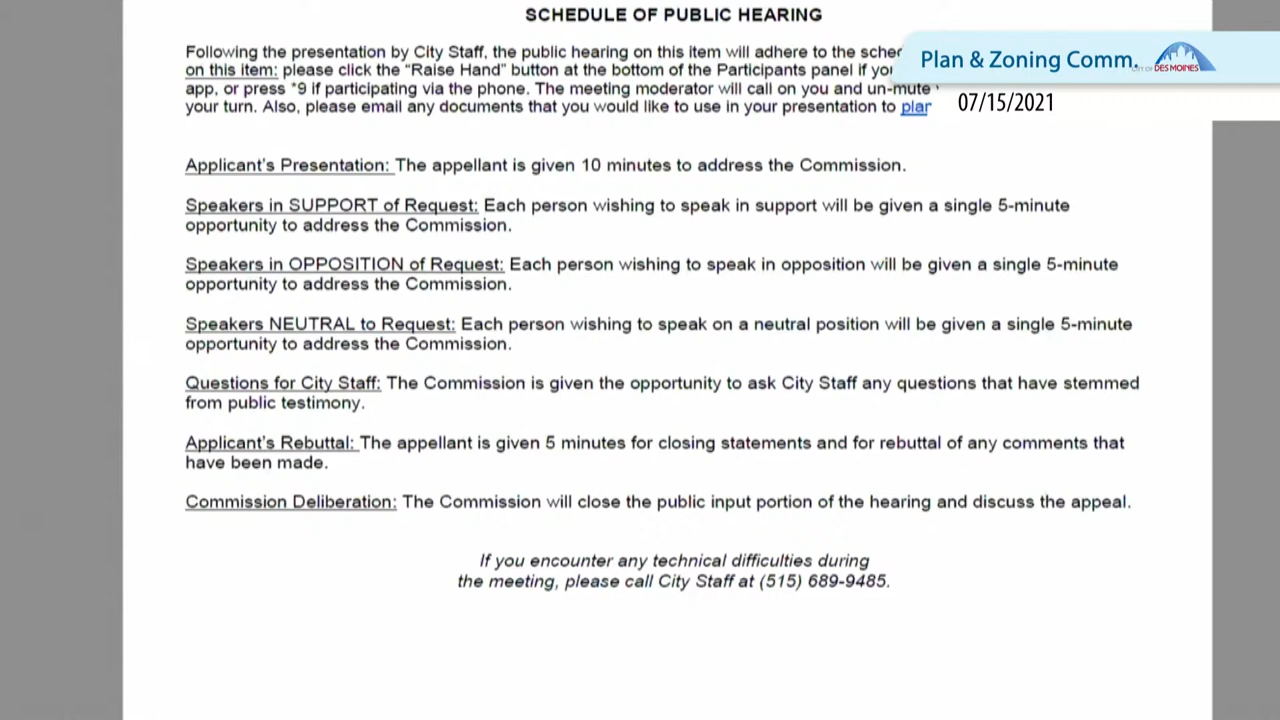 SCHEDULE OF PUBLIC HEARING
Following the presentation by City Staff, the public hearing on this item will adhere to the
on this item: please click the “Raise Hand” button at the bottom of the Participants panel if
app, or press *9 if participating via the phone. The meeting moderator will call on you and un-mute
your turn. Also, please email any documents that you would like to use in your presentation to
Plan & Zoning Comm.
CITY OF DES MOINES
07/15/2021
Applicant's Presentation: The appellant is given 10 minutes to address the Commission.
Speakers in SUPPORT of Request: Each person wishing to speak in support will be given a single 5-minute
opportunity to address the Commission.
Speakers in OPPOSITION of Request: Each person wishing to speak in opposition will be given a single 5-minute
opportunity to address the Commission.
Speakers NEUTRAL to Request: Each person wishing to speak on a neutral position will be given a single 5-minute
opportunity to address the Commission.
Questions for City Staff: The Commission is given the opportunity to ask City Staff any questions that have stemmed
from public testimony.
Applicant's Rebuttal: The appellant is given 5 minutes for closing statements and for rebuttal of any comments that
have been made.
Commission Deliberation: The Commission will close the public input portion of the hearing and discuss the appeal.
If you encounter any technical difficulties during
the meeting, please call City Staff at (515) 689-9485.